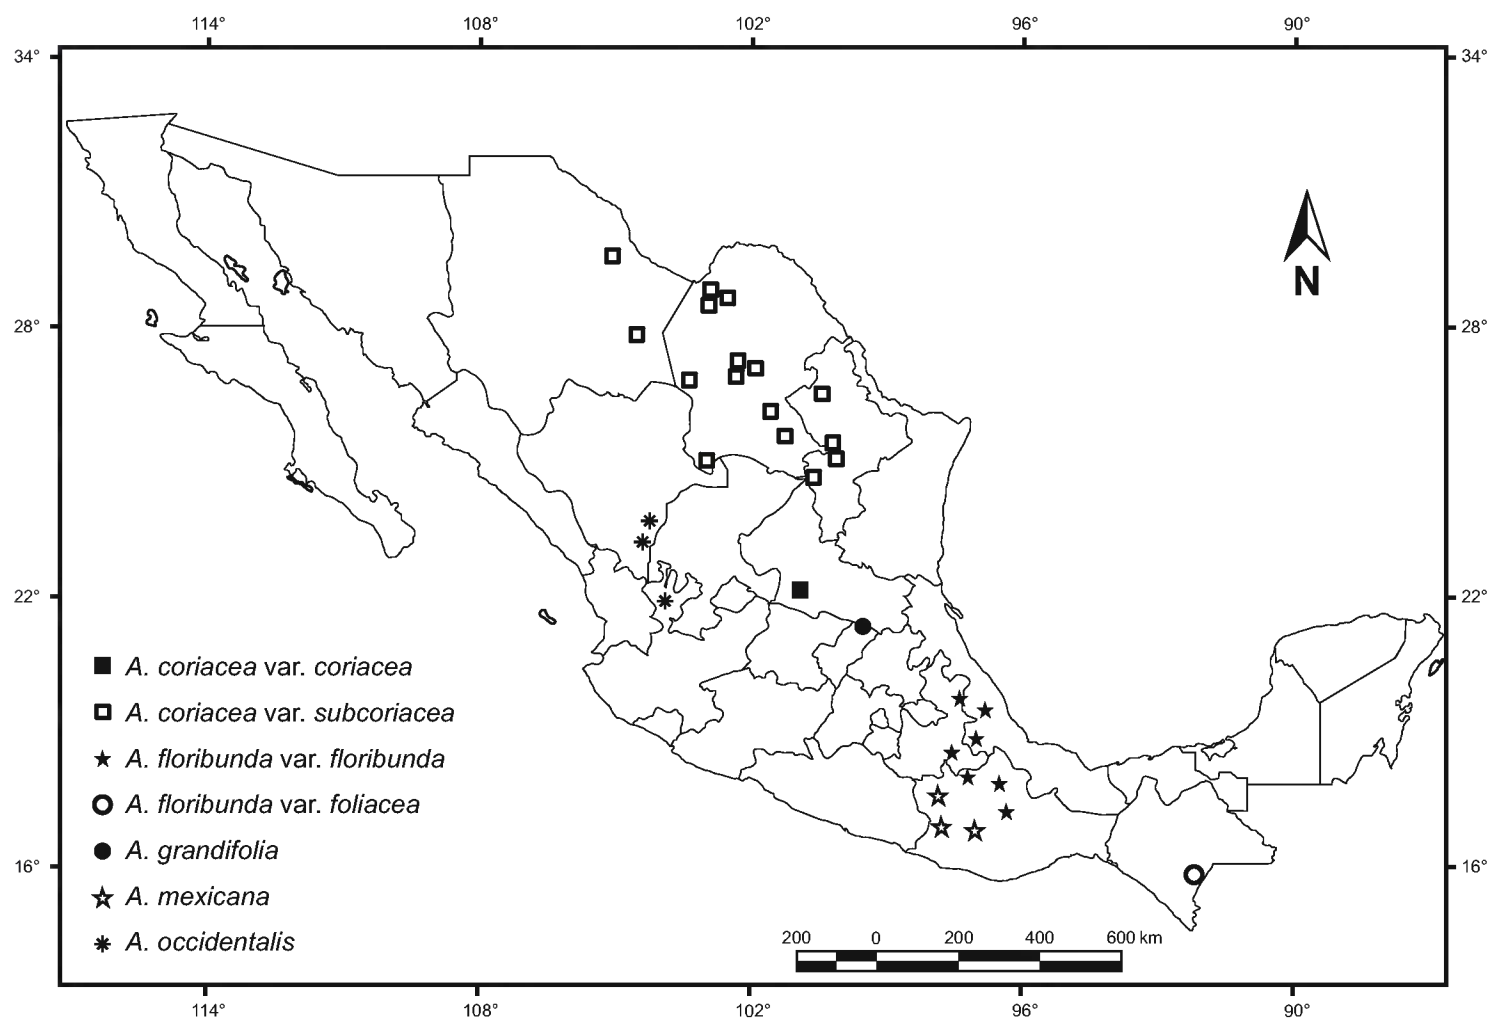 114° 108° 102° 96° 90°
34° 34°
N
28° 28°
22° 22°
A. coriacea var. coriacea
A. coriacea var. subcoriacea
A. floribunda var. floribunda
A. floribunda var. foliacea
A. grandifolia
16° 16°
A. mexicana
A. occidentalis
200 0 200 400 600 km
114° 108° 102° 96° 90°